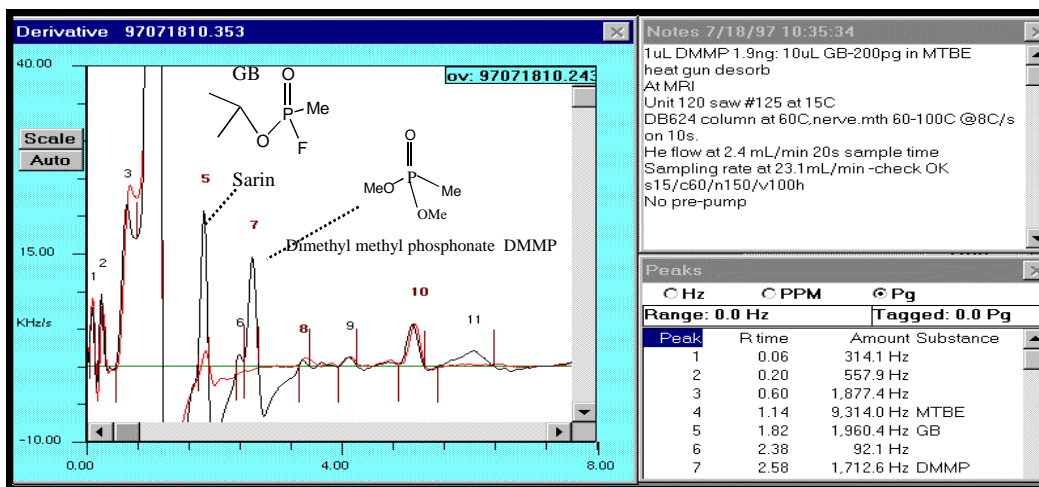 Derivative 97071810.353
40.00
15.00
KHz/s
-10.00
0.00
4.00
8.00
Scale
Auto
ov: 97071810.243
GB
O
P
Me
O
F
O
MeO
P
Me
OMe
Sarin
Dimethyl methyl phosphonate DMMP
1
2
3
5
6
7
8
9
10
11
Notes 7/18/97 10:35:34
1uL DMMP 1.9ng: 10uL GB-200pg in MTBE
heat gun desorb
At MRI
Unit 120 saw #125 at 15C
DB624 column at 60C,nerve.mth 60-100C @8C/s
on 10s.
He flow at 2.4 mL/min 20s sample time
Sampling rate at 23.1mL/min -check OK
s15/c60/n150/v100h
No pre-pump
Peaks
Hz PPM Pg
Range: 0.0 Hz Tagged: 0.0 Pg
Peak R time Amount Substance
1 0.06 314.1 Hz
2 0.20 557.9 Hz
3 0.60 1,877.4 Hz
4 1.14 9,314.0 Hz MTBE
5 1.82 1,960.4 Hz GB
6 2.38 92.1 Hz
7 2.58 1,712.6 Hz DMMP